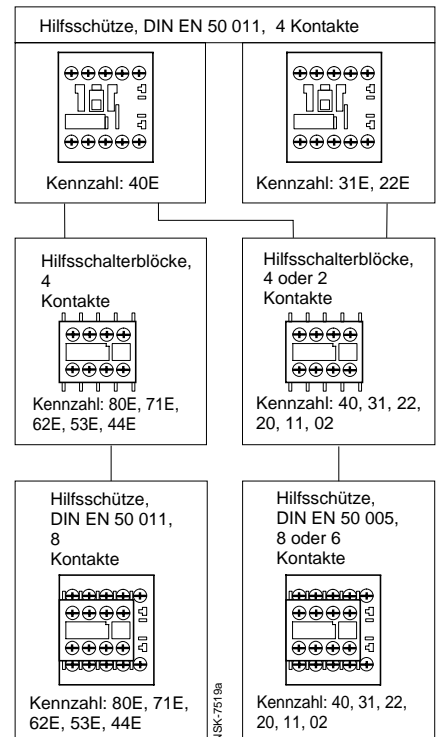 Hilfsschütze, DIN EN 50 011, 4 Kontakte
Kennzahl: 40E
Kennzahl: 31E, 22E
Hilfsschalterblöcke,
4
Kontakte
Kennzahl: 80E, 71E,
62E, 53E, 44E
Hilfsschalterblöcke,
4 oder 2
Kontakte
Kennzahl: 40, 31, 22,
20, 11, 02
Hilfsschütze,
DIN EN 50 011,
8
Kontakte
Kennzahl: 80E, 71E,
62E, 53E, 44E
Hilfsschütze,
DIN EN 50 005,
8 oder 6
Kontakte
Kennzahl: 40, 31, 22,
20, 11, 02
NSK-7519a